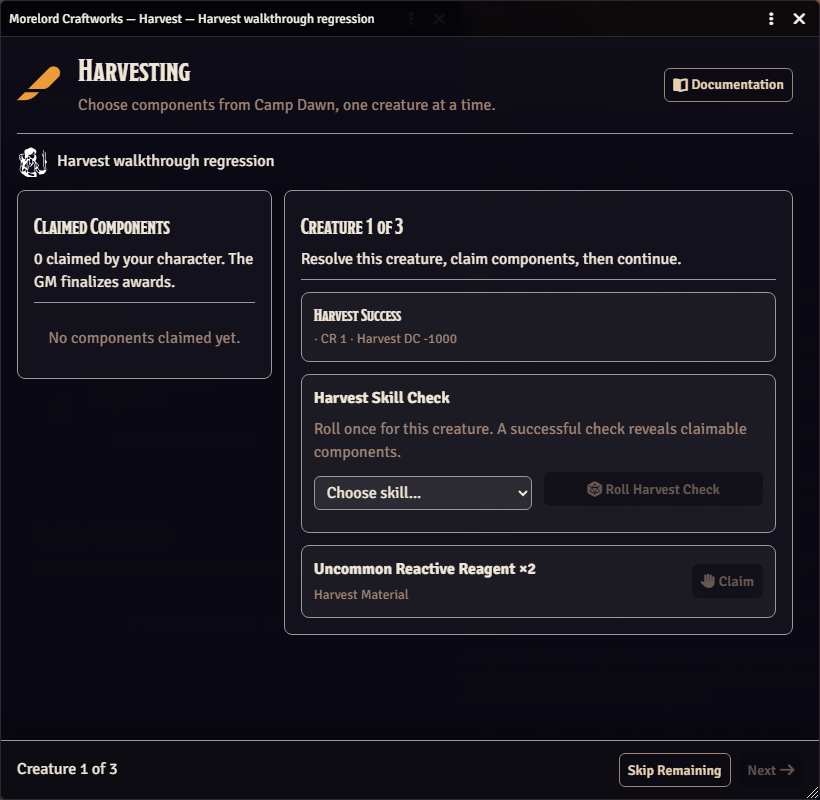 Morelord Craftworks — Harvest — Harvest walkthrough regression
Harvesting
Choose components from Camp Dawn, one creature at a time.
Documentation
Harvest walkthrough regression
Claimed Components
0 claimed by your character. The
GM finalizes awards.
No components claimed yet.
Creature 1 of 3
Resolve this creature, claim components, then continue.
Harvest Success
· CR 1 · Harvest DC -1000
Harvest Skill Check
Roll once for this creature. A successful check reveals claimable
components.
Choose skill...
Roll Harvest Check
Uncommon Reactive Reagent ×2
Harvest Material
Claim
Creature 1 of 3
Skip Remaining
Next